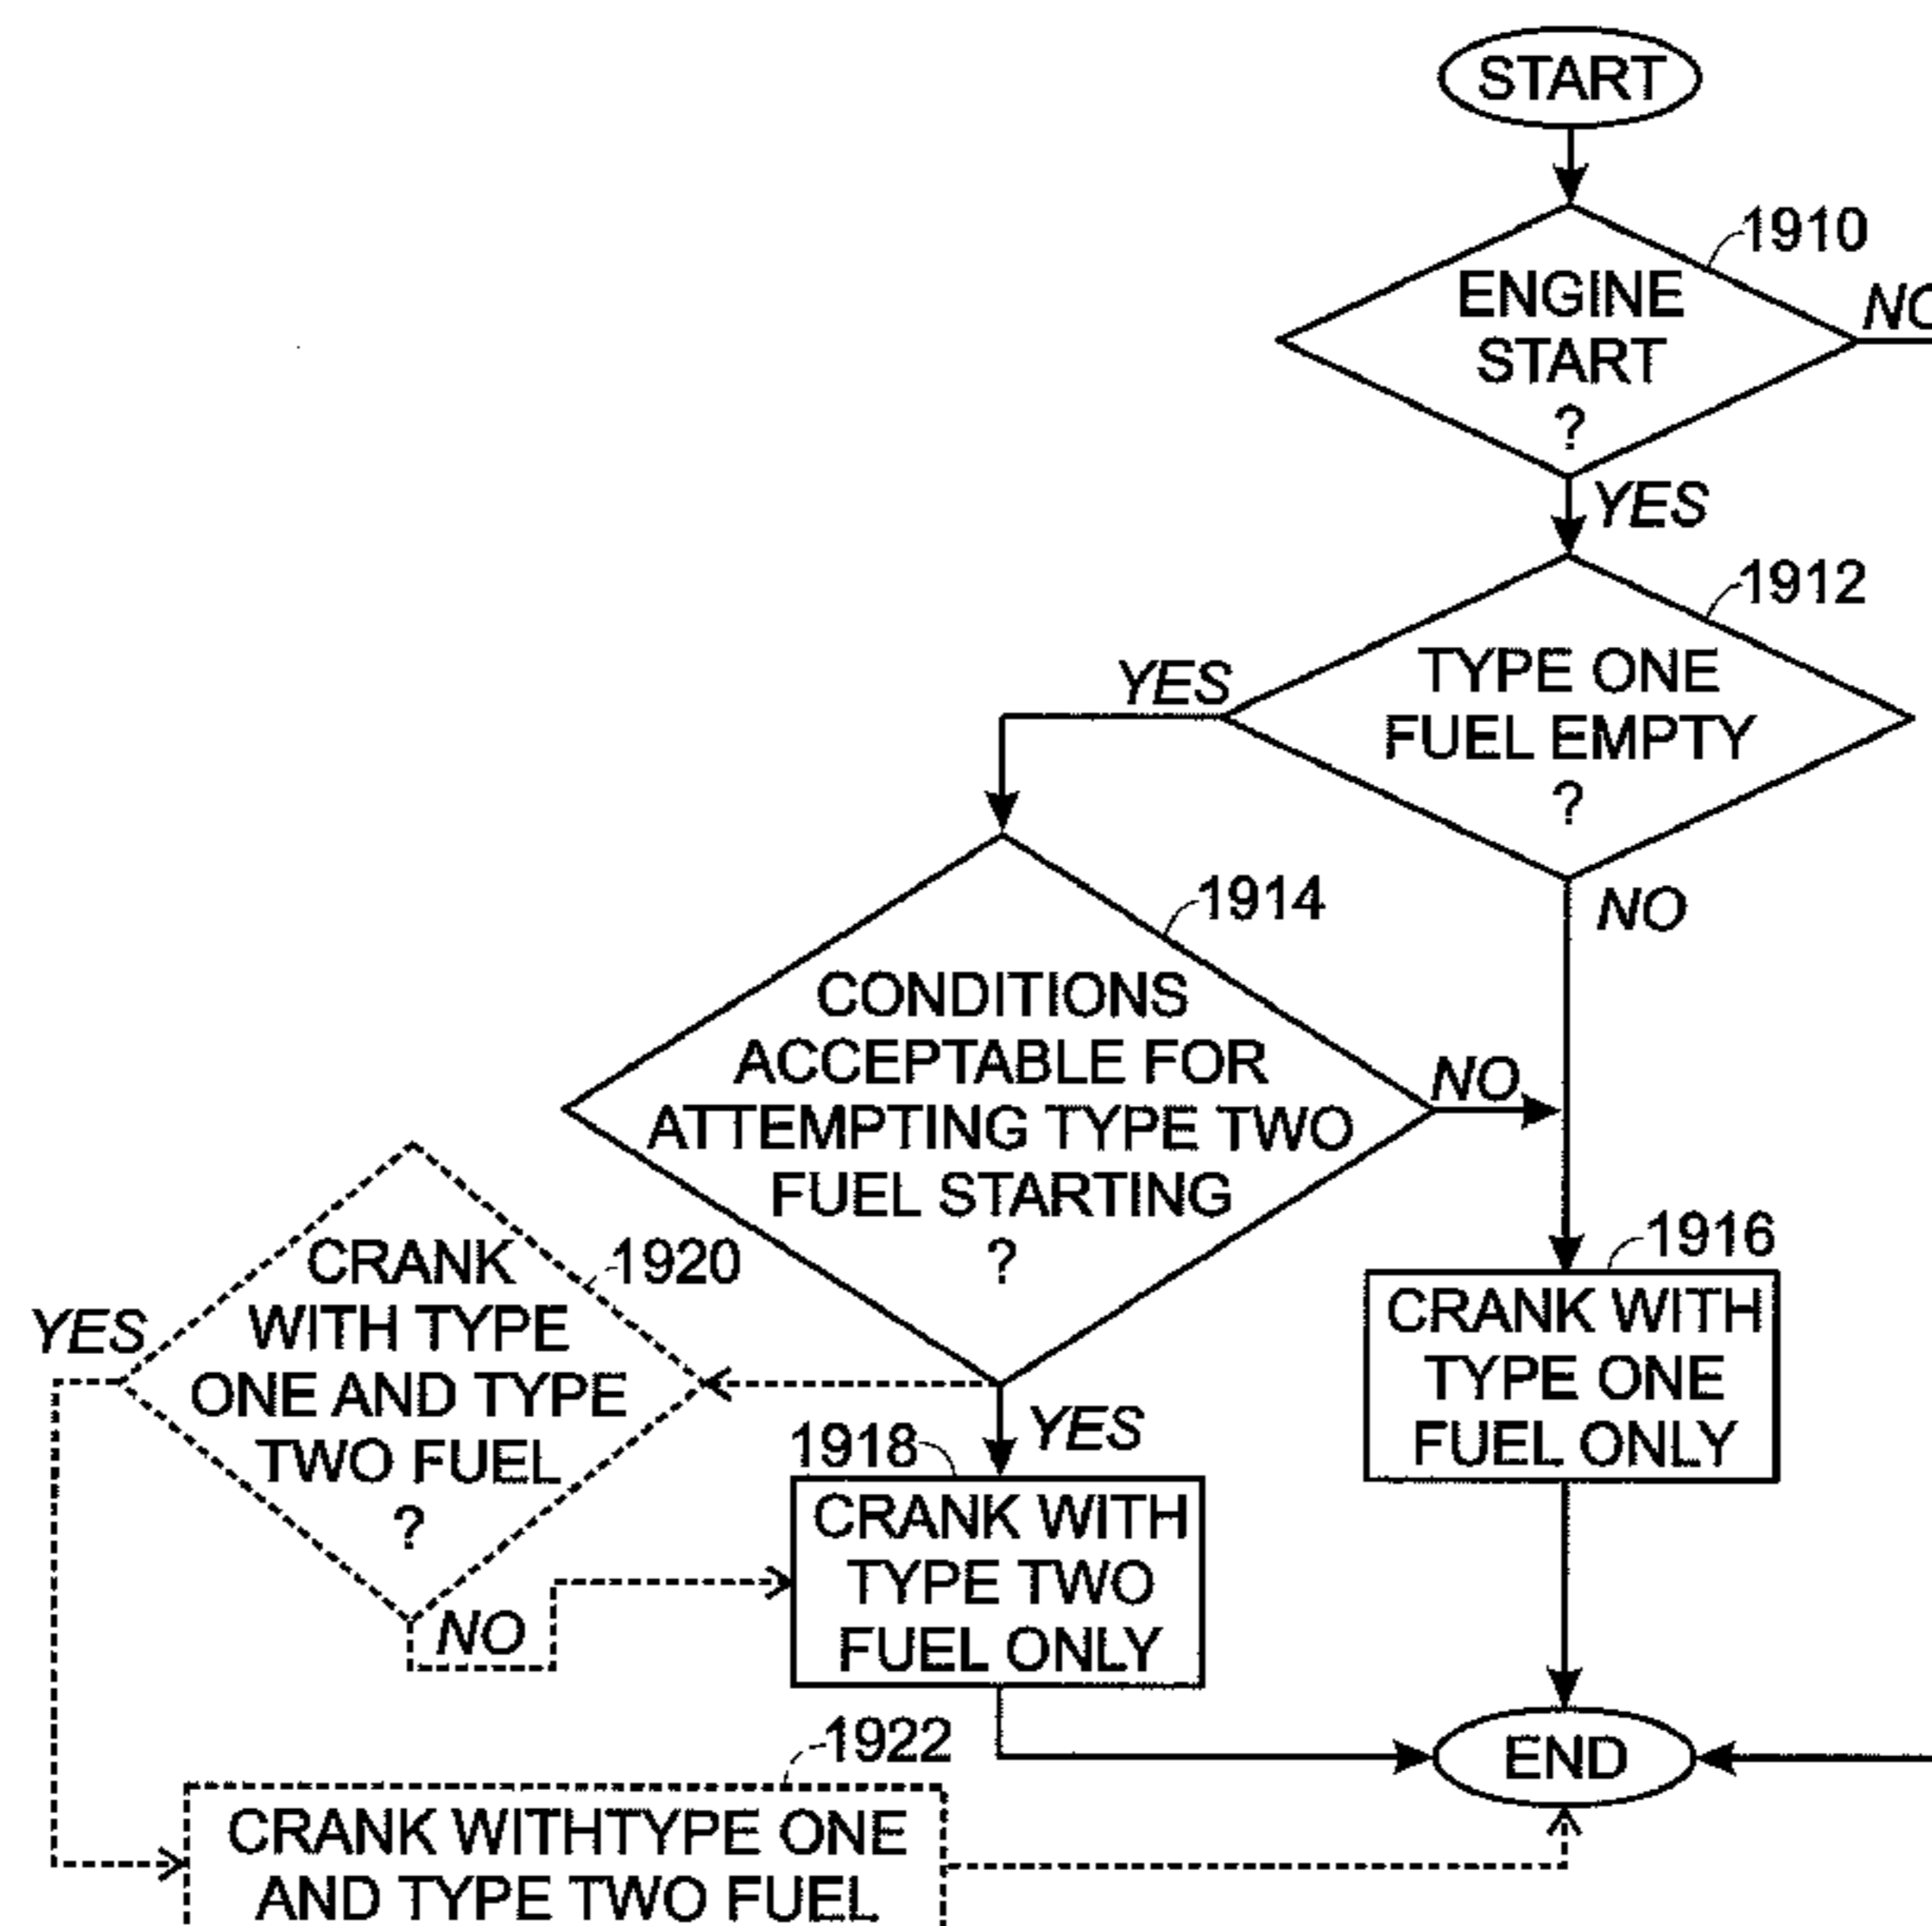 START
1910
ENGINE
START
?
NO
YES
1912
TYPE ONE
FUEL EMPTY
?
YES
NO
1914
CONDITIONS
ACCEPTABLE FOR
ATTEMPTING TYPE TWO
FUEL STARTING
?
NO
YES
1916
CRANK WITH
TYPE ONE
FUEL ONLY
1920
CRANK
WITH TYPE
ONE AND TYPE
TWO FUEL
?
YES
NO
1918
CRANK WITH
TYPE TWO
FUEL ONLY
1922
CRANK WITHTYPE ONE
AND TYPE TWO FUEL
END